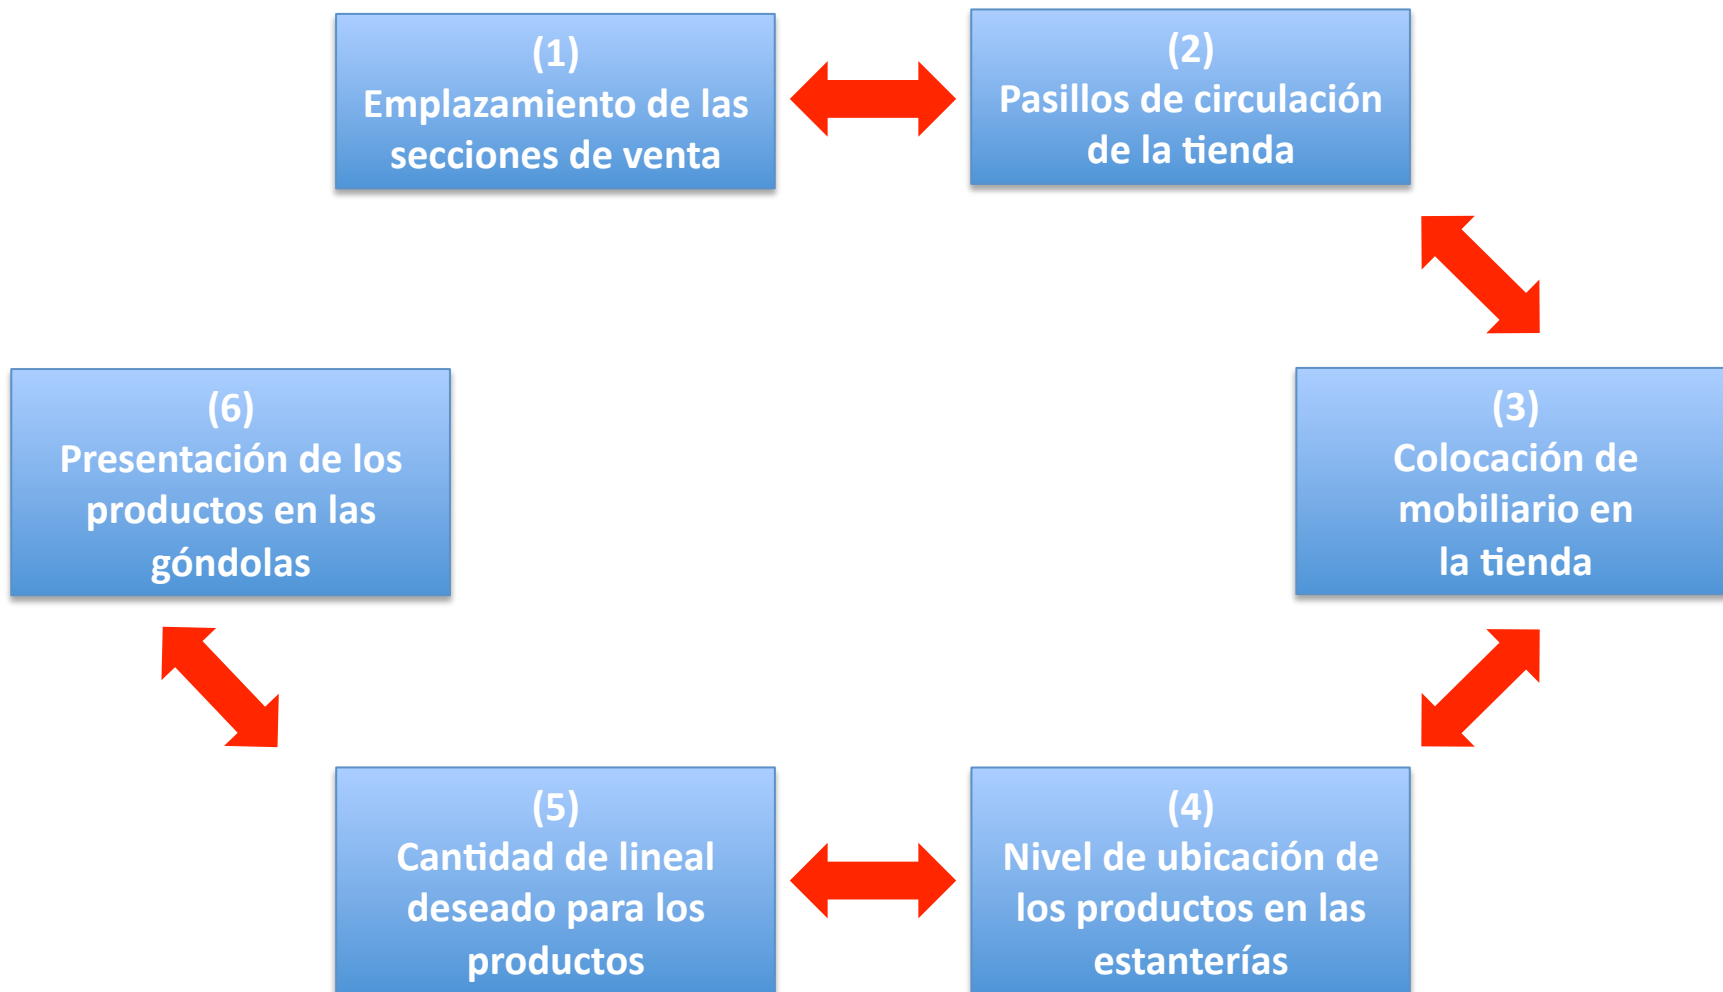 (1)
Emplazamiento de las
secciones de venta
(2)
Pasillos de circulación
de la tienda
(3)
Colocación de
mobiliario en
la tienda
(4)
Nivel de ubicación de
los productos en las
estanterías
(5)
Cantidad de lineal
deseado para los
productos
(6)
Presentación de los
productos en las
góndolas